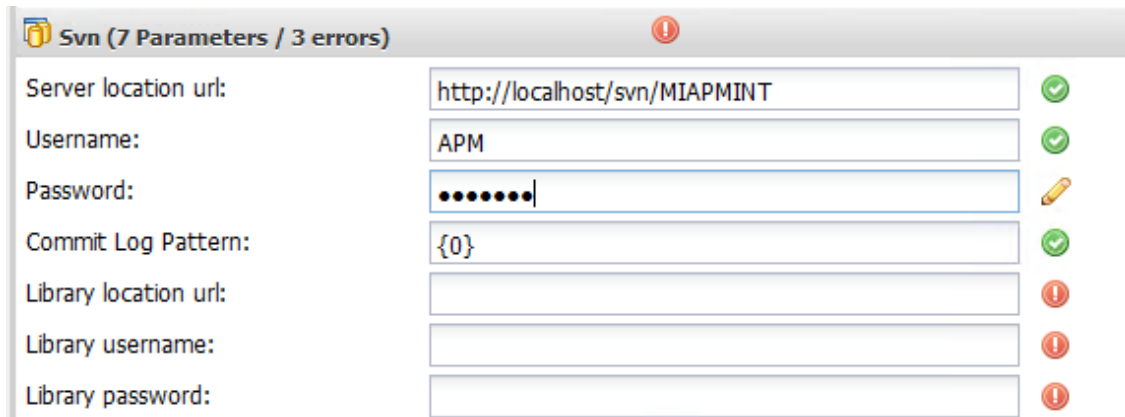 Svn (7 Parameters / 3 errors)
Server location url: http://localhost/svn/MIAPMINT
Username: APM
Password: •••••••
Commit Log Pattern: {0}
Library location url:
Library username:
Library password: